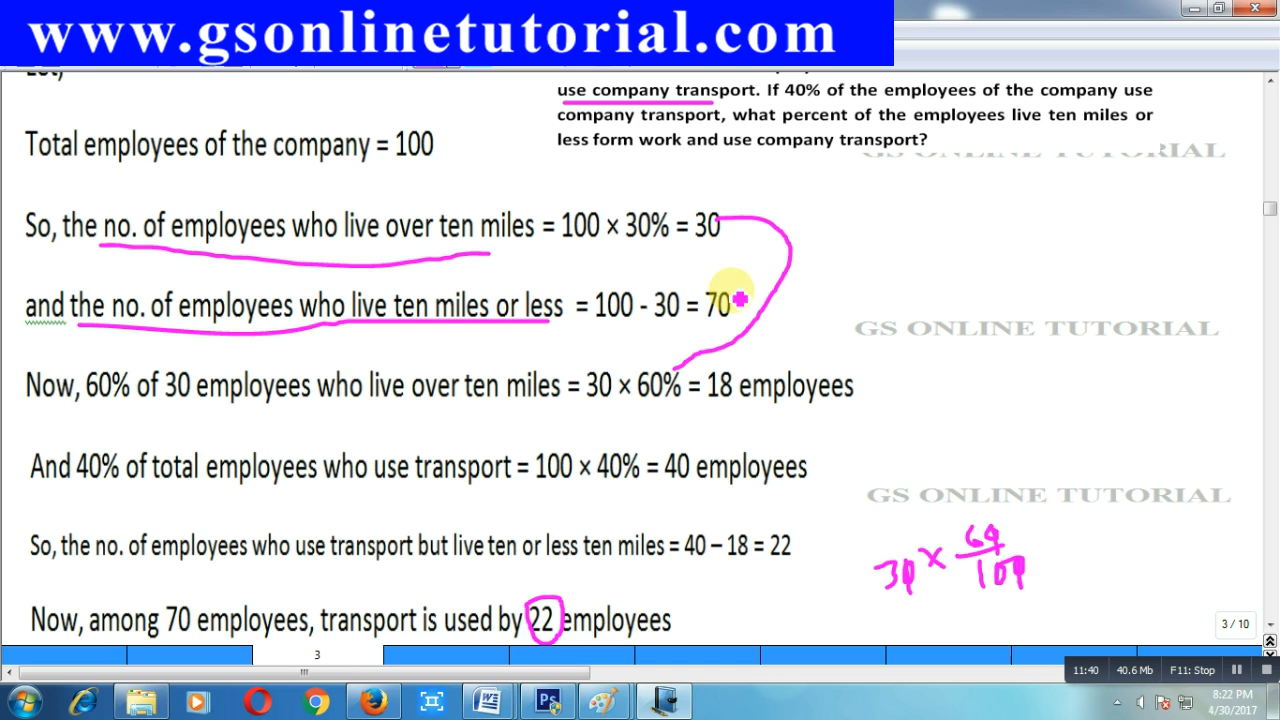 www.gsonlinetutorial.com
use company transport. If 40% of the employees of the company use
company transport, what percent of the employees live ten miles or
less form work and use company transport?
GS ONLINE TUTORIAL
Total employees of the company = 100
So, the no. of employees who live over ten miles = 100 × 30% = 30
and the no. of employees who live ten miles or less = 100 - 30 = 70
GS ONLINE TUTORIAL
Now, 60% of 30 employees who live over ten miles = 30 × 60% = 18 employees
And 40% of total employees who use transport = 100 × 40% = 40 employees
GS ONLINE TUTORIAL
So, the no. of employees who use transport but live ten or less ten miles = 40 – 18 = 22
30 × 60
100
Now, among 70 employees, transport is used by 22 employees
3 / 10
3
11:40 40.6 Mb F11: Stop
8:22 PM
4/30/2017